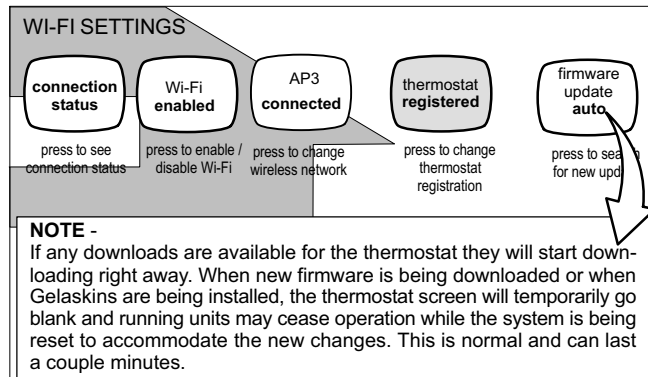 WI-FI SETTINGS
connection
status
Wi-Fi
enabled
AP3
connected
thermostat
registered
firmware
update
auto
press to see
connection status
press to enable /
disable Wi-Fi
press to change
wireless network
press to change
thermostat
registration
press to
for new
NOTE -
If any downloads are available for the thermostat they will start down-
loading right away. When new firmware is being downloaded or when
Gelaskins are being installed, the thermostat screen will temporarily go
blank and running units may cease operation while the system is being
reset to accommodate the new changes. This is normal and can last
a couple minutes.